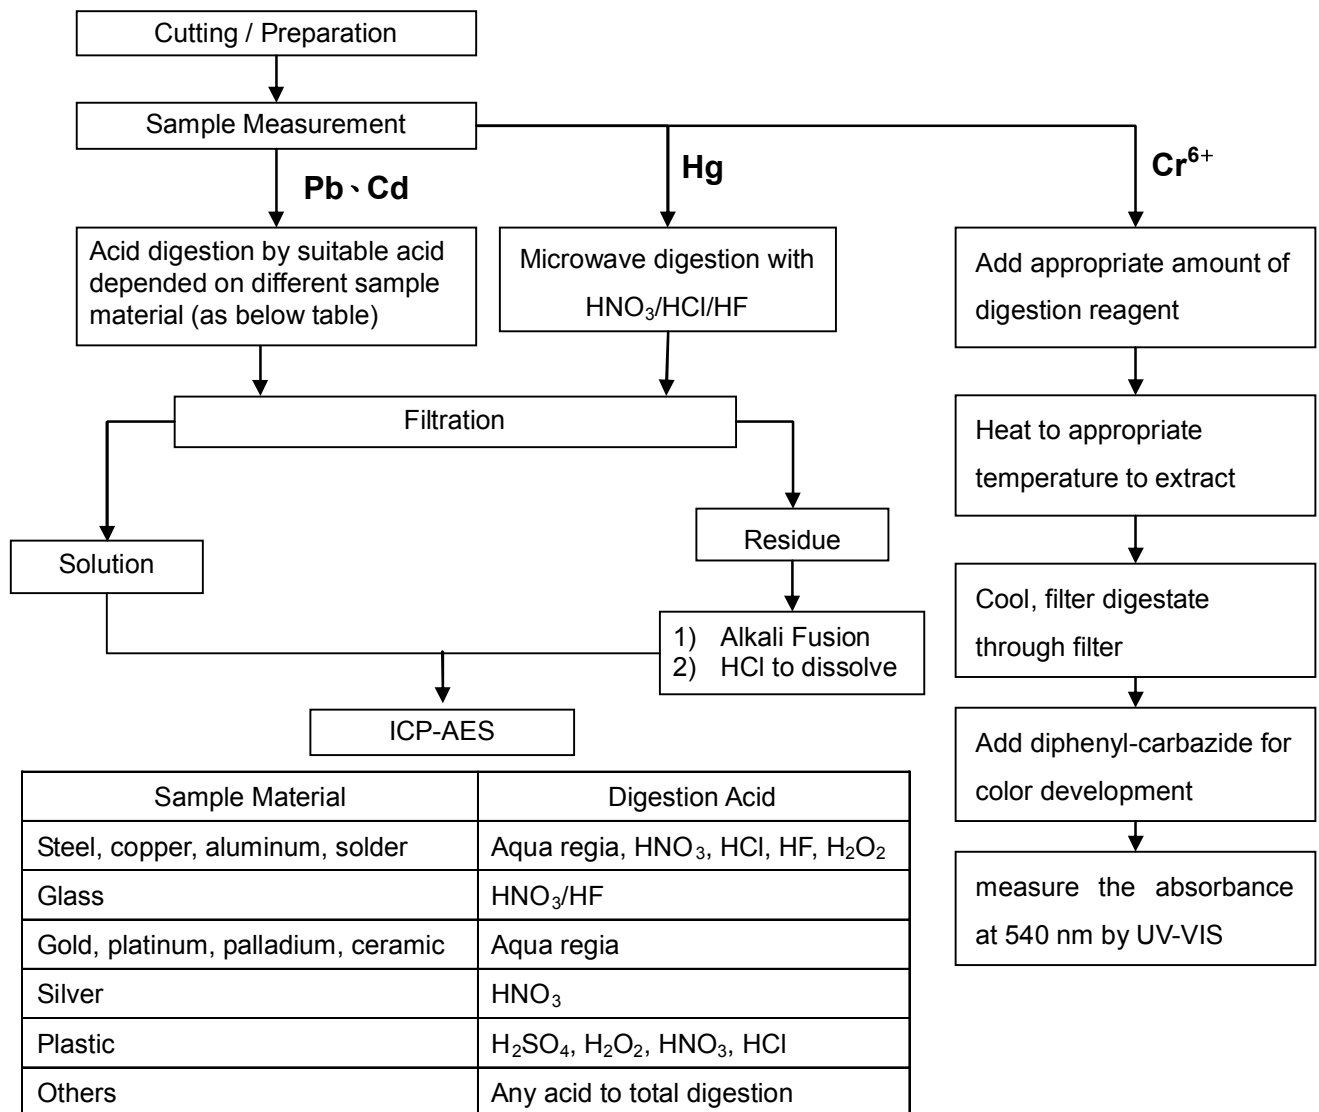 Cutting / Preparation
Sample Measurement
Pb、Cd
Hg
Cr⁶⁺
Acid digestion by suitable acid
depended on different sample
material (as below table)
Microwave digestion with
HNO₃/HCl/HF
Add appropriate amount of
digestion reagent
Filtration
Heat to appropriate
temperature to extract
Solution
Residue
Cool, filter digestate
through filter
1) Alkali Fusion
2) HCl to dissolve
ICP-AES
Add diphenyl-carbazide for
color development
measure the absorbance
at 540 nm by UV-VIS
Sample Material Digestion Acid
Steel, copper, aluminum, solder Aqua regia, HNO₃, HCl, HF, H₂O₂
Glass HNO₃/HF
Gold, platinum, palladium, ceramic Aqua regia
Silver HNO₃
Plastic H₂SO₄, H₂O₂, HNO₃, HCl
Others Any acid to total digestion